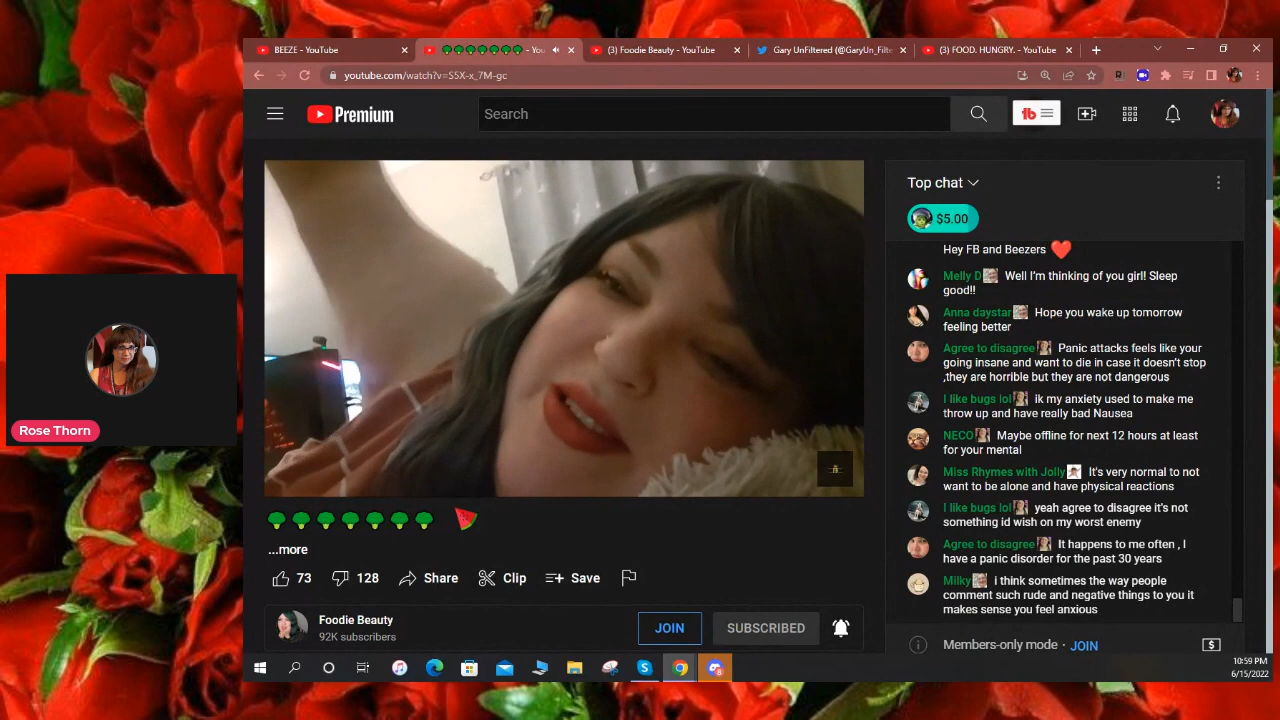 BEEZE - YouTube
🥦🥦🥦🥦🥦🥦🥦 - You
(3) Foodie Beauty - YouTube
Gary UnFiltered (@GaryUn_Filte
(3) FOOD. HUNGRY. - YouTube
youtube.com/watch?v=S5X-x_7M-gc
Premium
Search
tb
Top chat
$5.00
Hey FB and Beezers ❤️
Melly D Well I'm thinking of you girl! Sleep
good!!
Anna daystar Hope you wake up tomorrow
feeling better
Agree to disagree Panic attacks feels like your
going insane and want to die in case it doesn't stop
,they are horrible but they are not dangerous
I like bugs lol ik my anxiety used to make me
throw up and have really bad Nausea
NECO Maybe offline for next 12 hours at least
for your mental
Miss Rhymes with Jolly It's very normal to not
want to be alone and have physical reactions
I like bugs lol yeah agree to disagree it's not
something id wish on my worst enemy
Agree to disagree It happens to me often , I
have a panic disorder for the past 30 years
Milky i think sometimes the way people
comment such rude and negative things to you it
makes sense you feel anxious
Members-only mode · JOIN
Rose Thorn
🥦🥦🥦🥦🥦🥦🥦 🍉
...more
73
128
Share
Clip
Save
Foodie Beauty
92K subscribers
JOIN
SUBSCRIBED
10:59 PM
6/15/2022